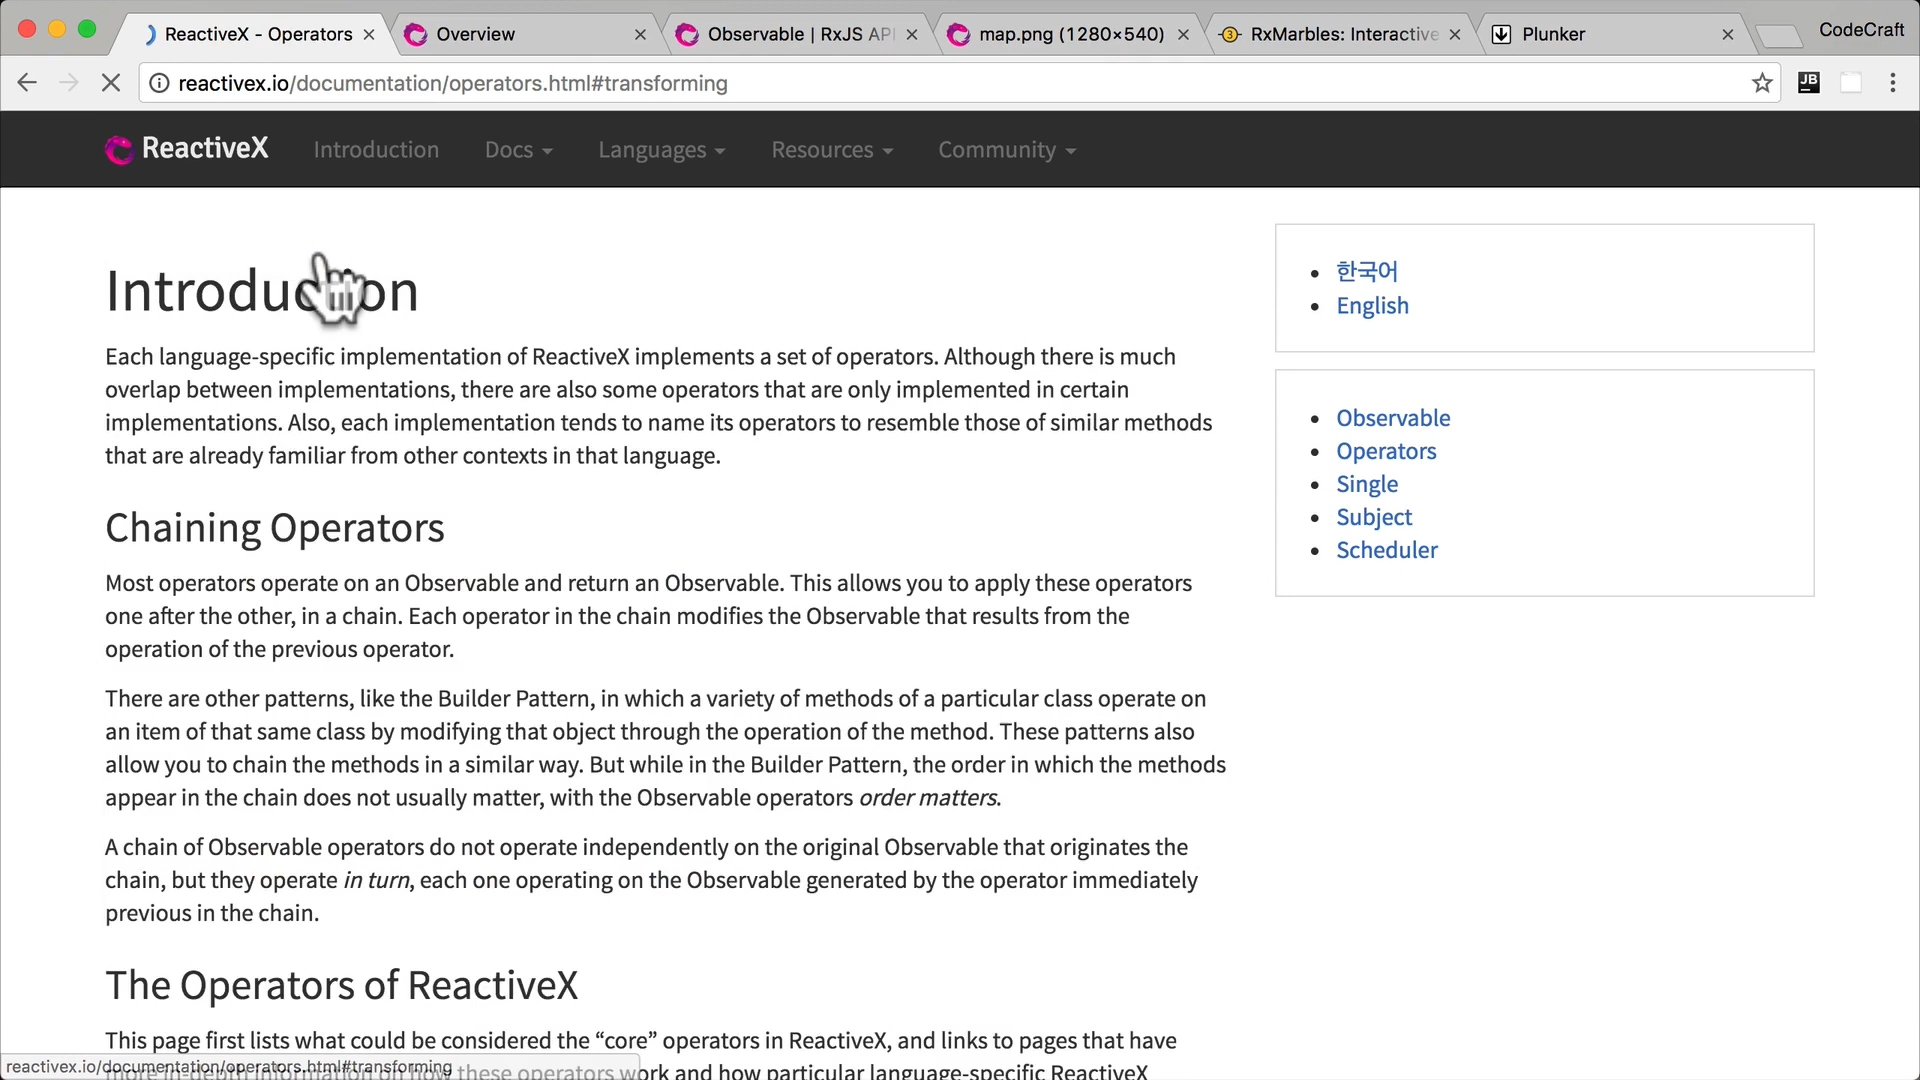 ReactiveX - Operators
Overview
Observable | RxJS API
map.png (1280×540)
RxMarbles: Interactive
Plunker
CodeCraft
reactivex.io/documentation/operators.html#transforming
JB
ReactiveX
Introduction
Docs
Languages
Resources
Community
Introduction
Each language-specific implementation of ReactiveX implements a set of operators. Although there is much
overlap between implementations, there are also some operators that are only implemented in certain
implementations. Also, each implementation tends to name its operators to resemble those of similar methods
that are already familiar from other contexts in that language.
Chaining Operators
Most operators operate on an Observable and return an Observable. This allows you to apply these operators
one after the other, in a chain. Each operator in the chain modifies the Observable that results from the
operation of the previous operator.
There are other patterns, like the Builder Pattern, in which a variety of methods of a particular class operate on
an item of that same class by modifying that object through the operation of the method. These patterns also
allow you to chain the methods in a similar way. But while in the Builder Pattern, the order in which the methods
appear in the chain does not usually matter, with the Observable operators order matters.
A chain of Observable operators do not operate independently on the original Observable that originates the
chain, but they operate in turn, each one operating on the Observable generated by the operator immediately
previous in the chain.
The Operators of ReactiveX
This page first lists what could be considered the “core” operators in ReactiveX, and links to pages that have
more in-depth information on how these operators work and how particular language-specific ReactiveX
한국어
English
Observable
Operators
Single
Subject
Scheduler
reactivex.io/documentation/operators.html#transforming